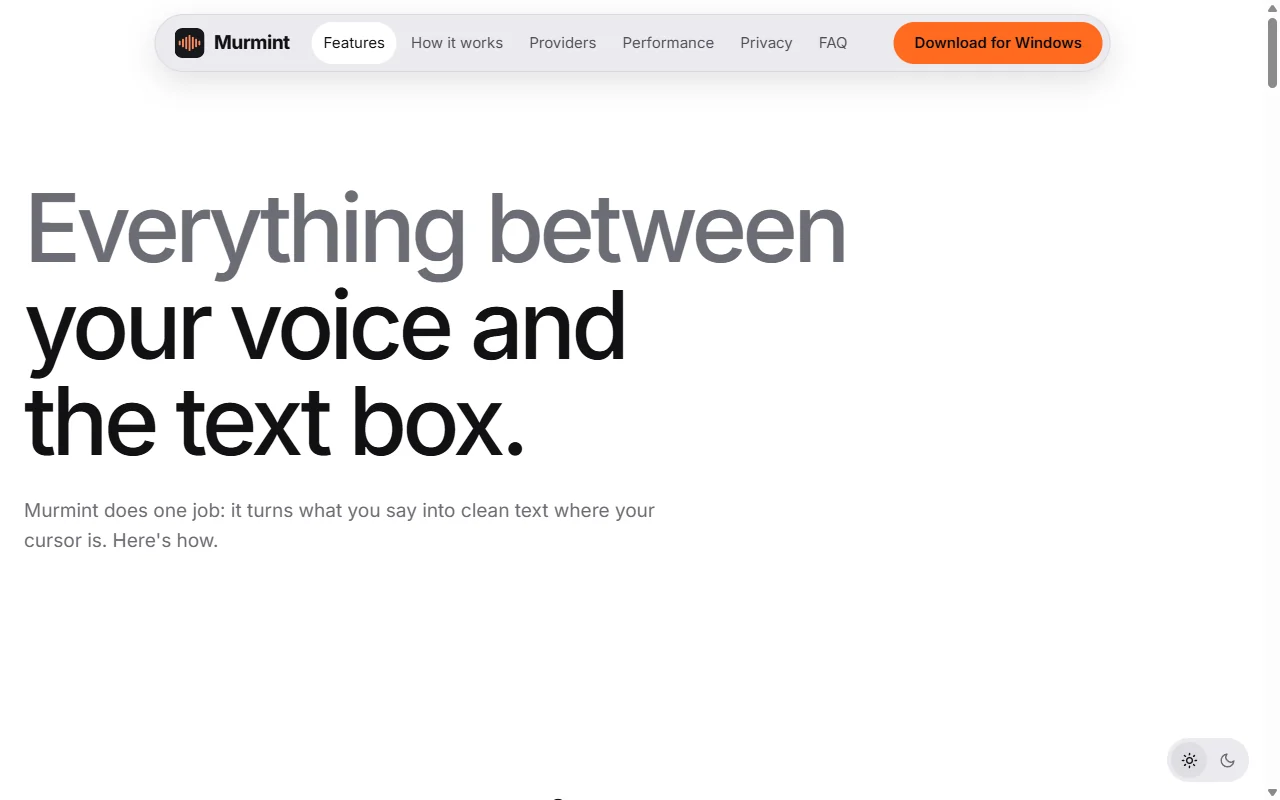 Murmint
Features
How it works
Providers
Performance
Privacy
FAQ
Download for Windows
Everything between
your voice and
the text box.
Murmint does one job: it turns what you say into clean text where your
cursor is. Here's how.